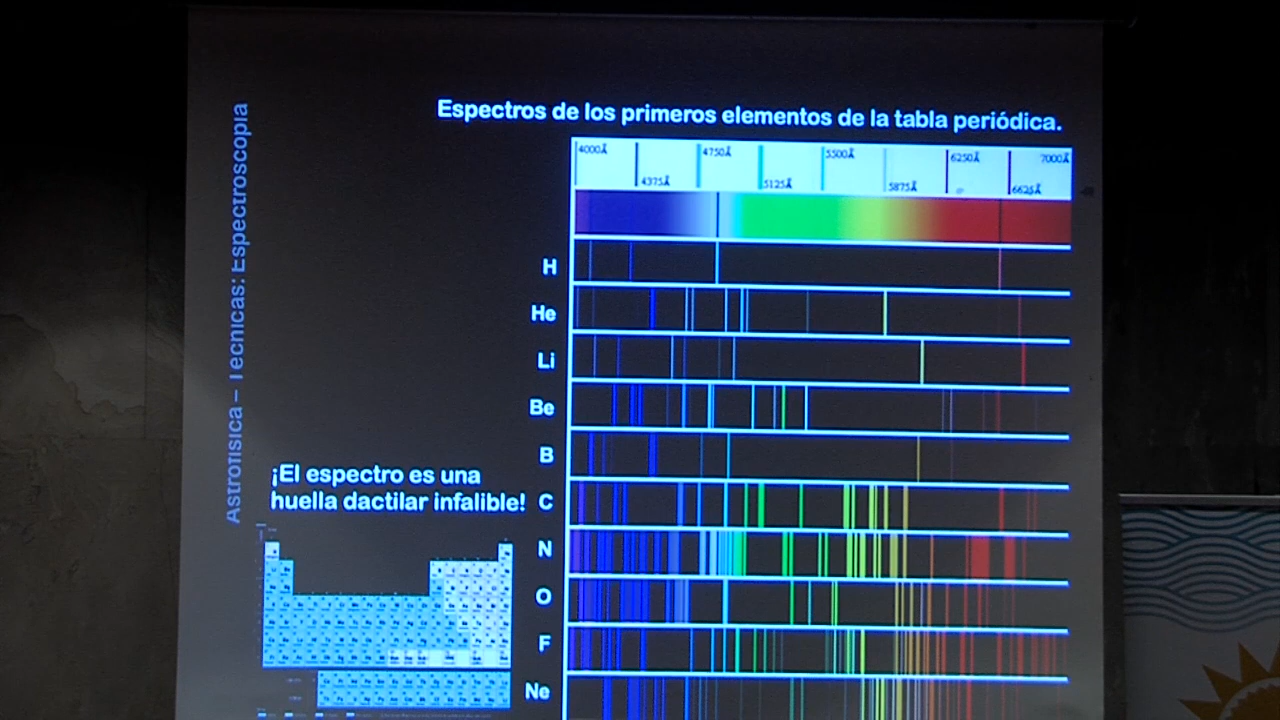 Espectros de los primeros elementos de la tabla periódica.
Astrofísica – Técnicas: Espectroscopia
4000Å 4750Å 5500Å 6250Å 7000Å
4375Å 5125Å 5875Å 6625Å
H
He
Li
Be
B
¡El espectro es una
huella dactilar infalible!
C
N
O
F
Ne